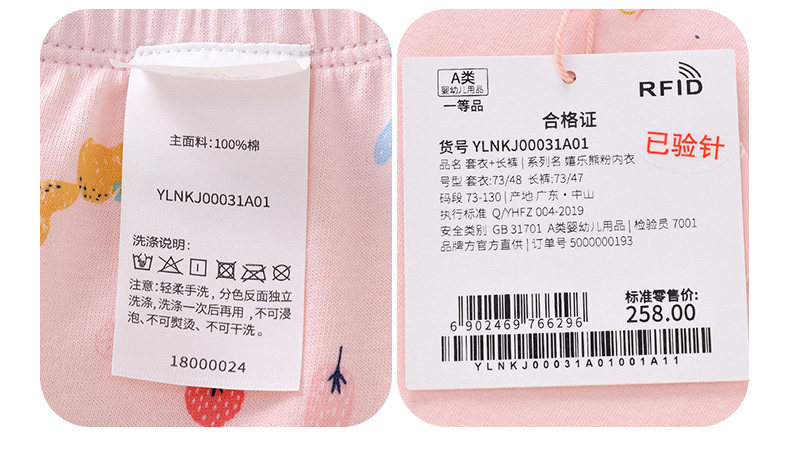 主面料：100%棉
YLNKJ00031A01
洗涤说明：
注意：轻柔手洗，分色反面独立
洗涤，洗涤一次后再用，不可浸
泡、不可熨烫、不可干洗。
18000024
A类
婴幼儿用品
一等品
RFID
合格证
货号 YLNKJ00031A01
已验针
品名 套衣+长裤 | 系列名 嬉乐熊粉内衣
号型 套衣:73/48 长裤:73/47
码段 73-130 | 产地 广东·中山
执行标准 Q/YHFZ 004-2019
安全类别 GB 31701 A类婴幼儿用品 | 检验员 7001
品牌方官方直供 | 订单号 5000000193
标准零售价:
258.00
6 902469 766296
YLNKJ00031A01001A11